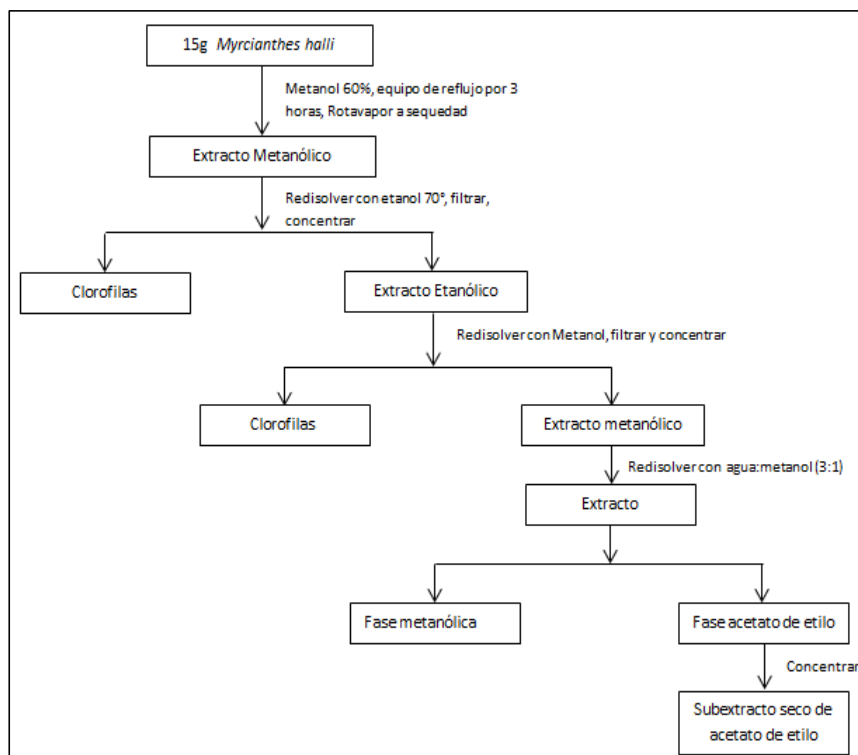 15g Myrcianthes halli
Metanol 60%, equipo de reflujo por 3
horas, Rotavapor a sequedad
Extracto Metanólico
Redisolver con etanol 70°, filtrar,
concentrar
Clorofilas
Extracto Etanólico
Redisolver con Metanol, filtrar y concentrar
Clorofilas
Extracto metanólico
Redisolver con agua:metanol (3:1)
Extracto
Fase metanólica
Fase acetato de etilo
Concentrar
Subextracto seco de
acetato de etilo